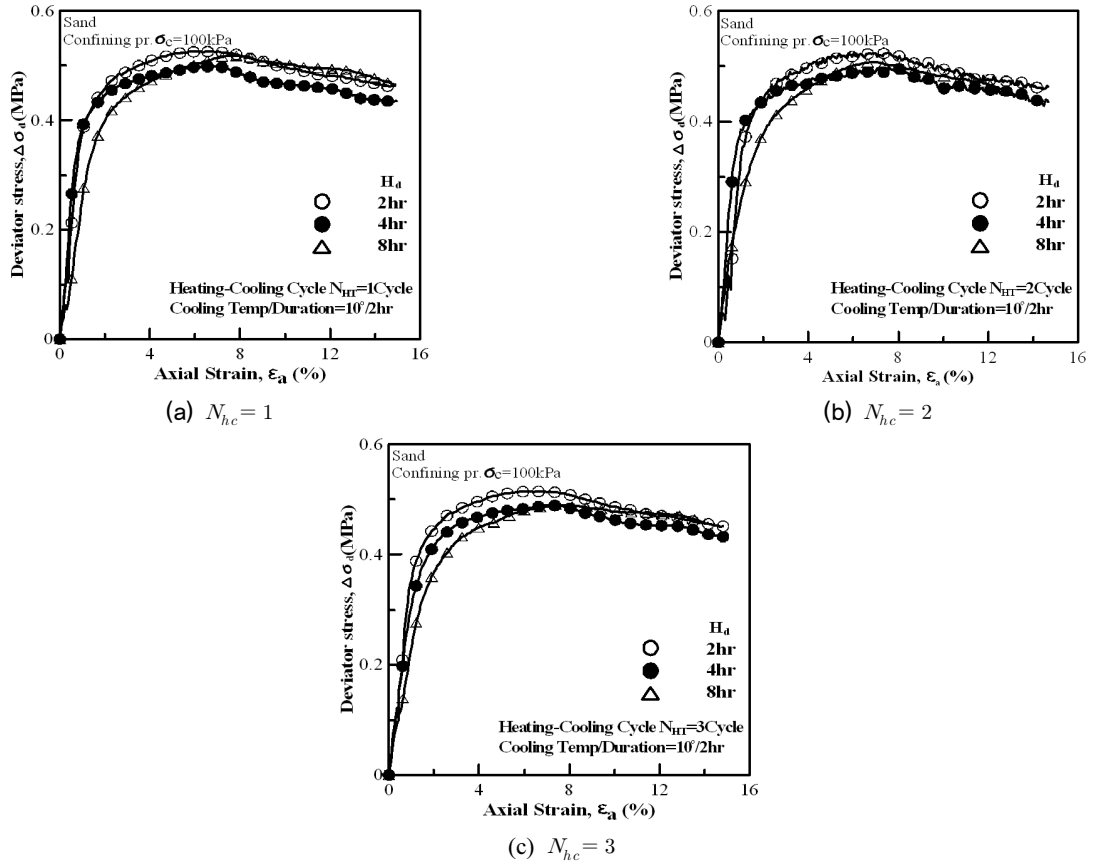 0.6
Sand
Confining pr. σc=100kPa
0.4
Deviator stress, Δσd(MPa)
Hd
2hr
4hr
8hr
0.2
Heating-Cooling Cycle NHT=1Cycle
Cooling Temp/Duration=10°/2hr
0
0 4 8 12 16
Axial Strain, εa (%)
(a) Nhc = 1
0.6
Sand
Confining pr. σc=100kPa
0.4
Deviator stress, Δσd(MPa)
Hd
2hr
4hr
8hr
0.2
Heating-Cooling Cycle NHT=2Cycle
Cooling Temp/Duration=10°/2hr
0
0 4 8 12 16
Axial Strain, εa (%)
(b) Nhc = 2
0.6
Sand
Confining pr. σc=100kPa
0.4
Deviator stress, Δσd(MPa)
Hd
2hr
4hr
8hr
0.2
Heating-Cooling Cycle NHT=3Cycle
Cooling Temp/Duration=10°/2hr
0
0 4 8 12 16
Axial Strain, εa (%)
(c) Nhc = 3